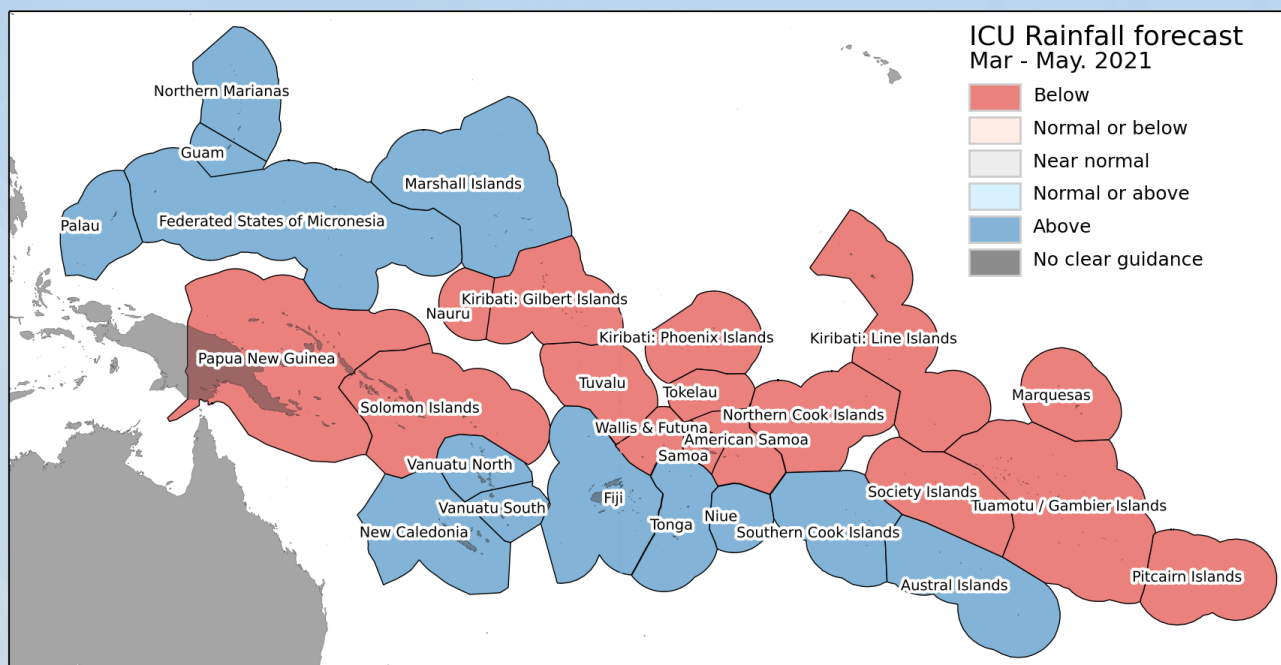 ICU Rainfall forecast
Mar - May. 2021
Below
Normal or below
Near normal
Normal or above
Above
No clear guidance
Northern Marianas
Guam
Marshall Islands
Palau
Federated States of Micronesia
Nauru
Kiribati: Gilbert Islands
Kiribati: Phoenix Islands
Kiribati: Line Islands
Papua New Guinea
Tuvalu
Tokelau
Marquesas
Solomon Islands
Northern Cook Islands
Wallis & Futuna
American Samoa
Samoa
Vanuatu North
Fiji
Society Islands
Vanuatu South
Tuamotu / Gambier Islands
New Caledonia
Tonga
Niue
Southern Cook Islands
Austral Islands
Pitcairn Islands